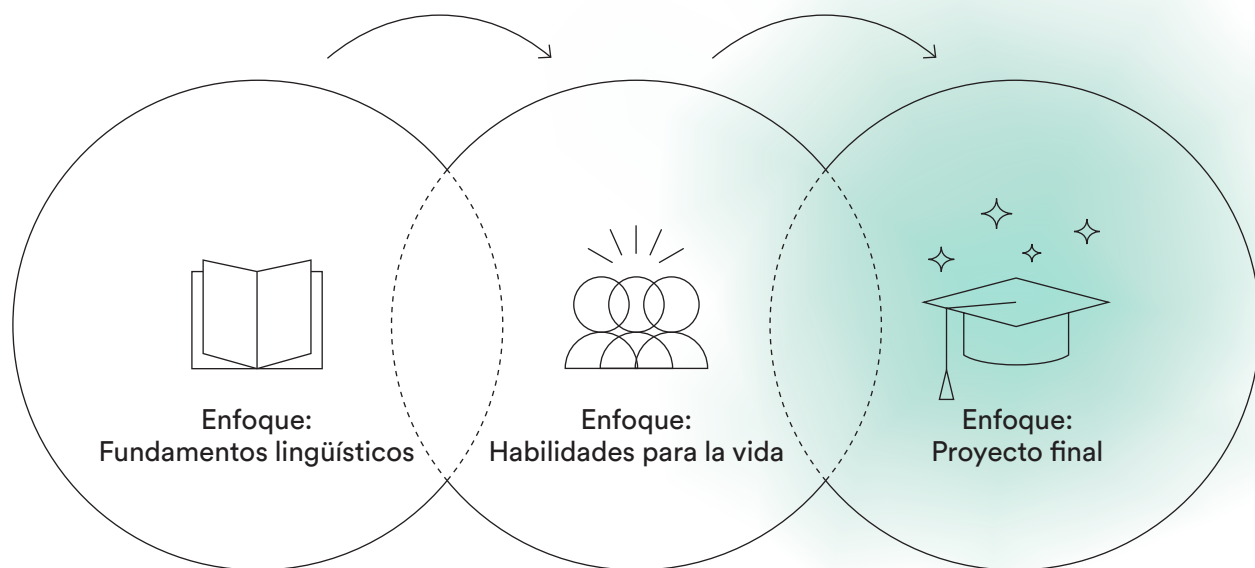 Enfoque:
Fundamentos lingüísticos
Enfoque:
Habilidades para la vida
Enfoque:
Proyecto final